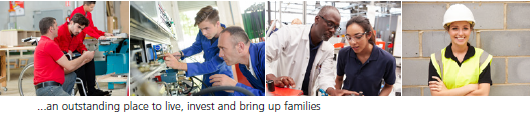 ...an outstanding place to live, invest and bring up families